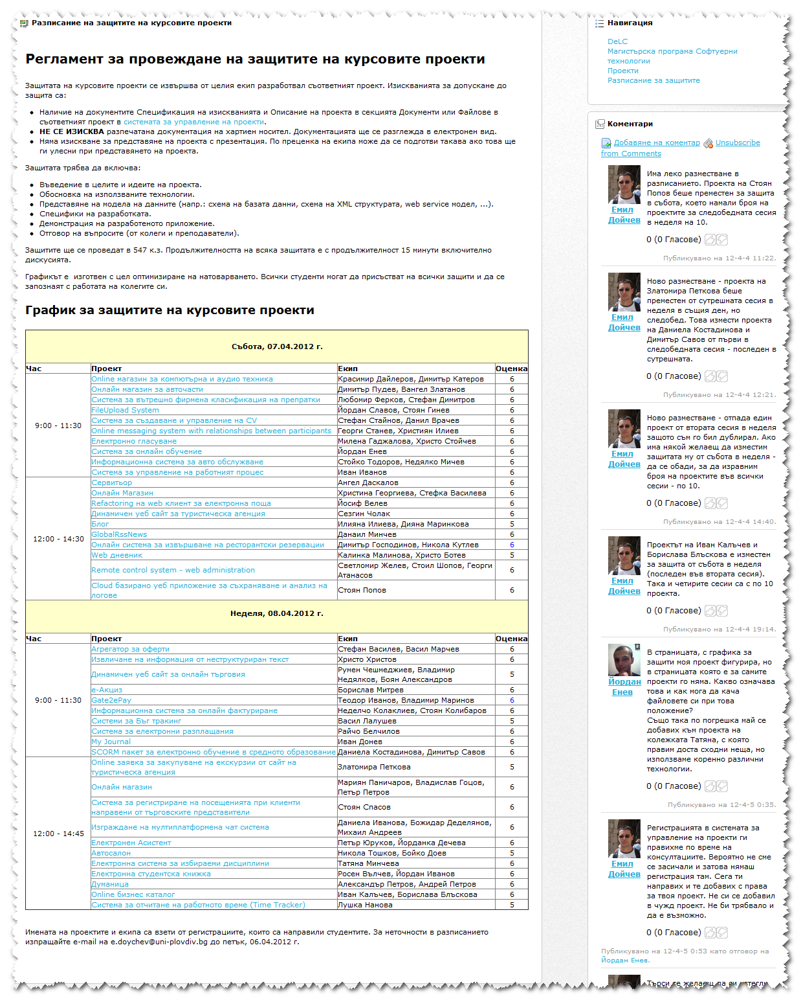 Разписание на защитите на курсовите проекти
Регламент за провеждане на защитите на курсовите проекти
Защитата на курсовите проекти се извършва от целия екип разработвал съответният проект. Изискванията за допускане до
защита са:
Наличие на документите Спецификация на изискванията и Описание на проекта в секцията Документи или Файлове в
съответният проект в системата за управление на проекти.
НЕ СЕ ИЗИСКВА разпечатана документация на хартиен носител. Документацията ще се разглежда в електронен вид.
Няма изискване за представяне на проекта с презентация. По преценка на екипа може да се подготви такава ако това ще
ги улесни при представянето на проекта.
Защитата трябва да включва:
Въведение в целите и идеите на проекта.
Обосновка на използваните технологии.
Представяне на модела на данните (напр.: схема на базата данни, схема на XML структурата, web service модел, ...).
Специфики на разработката.
Демонстрация на разработеното приложение.
Отговор на въпросите (от колеги и преподаватели).
Защитите ще се проведат в 547 к.з. Продължителността на всяка защитата е с продължителност 15 минути включително
дискусията.
Графикът е  изготвен с цел оптимизиране на натоварването. Всички студенти могат да присъстват на всички защити и да се
запознаят с работата на колегите си.
График за защитите на курсовите проекти
Събота, 07.04.2012 г.
Час Проект Екип Оценка
9:00 - 11:30
Online магазин за компютърна и аудио техника Красимир Дайлеров, Димитър Катеров 6
Онлайн магазин за авточасти Димитър Пудев, Вангел Златанов 6
Система за вътрешно фирмена класификация на препратки Любомир Ферков, Стефан Димитров 6
FileUpload System Йордан Славов, Стоян Гинев 6
Система за създаване и управление на CV Стефан Стайнов, Данил Врачев 6
Online messaging system with relationships between participants Георги Станев, Християн Илиев 6
Електронно гласуване Милена Гаджалова, Христо Стойчев 6
Система за онлайн обучение Йордан Енев 6
Информационна система за авто обслужване Стойко Тодоров, Недялко Мичев 6
Система за управление на работният процес Иван Иванов 6
12:00 - 14:30
Сервитьор Ангел Даскалов 6
Онлайн Магазин Христина Георгиева, Стефка Василева 6
Refactoring на web клиент за електронна поща Йосиф Велев 6
Динамичен уеб сайт за туристическа агенция Сезгин Чолак 6
Блог Илияна Илиева, Дияна Маринкова 5
GlobalRssNews Данаил Минчев 6
Онлайн система за извършване на ресторантски резервации Димитър Господинов, Никола Кутлев 6
Web дневник Калинка Малинова, Христо Ботев 5
Remote control system - web administration Светломир Желев, Стоил Шопов, Георги
Атанасов 6
Cloud базирано уеб приложение за съхраняване и анализ на
логове Стоян Попов 6
Неделя, 08.04.2012 г.
Час Проект Екип Оценка
9:00 - 11:30
Агрегатор за оферти Стефан Василев, Васил Марчев 6
Извличане на информация от неструктуриран текст Христо Христов 6
Динамичен уеб сайт за онлайн търговия Румен Чешмеджиев, Владимир
Недялков, Боян Александров 5
е-Акциз Борислав Митрев 6
Gate2ePay Теодор Иванов, Владимир Маринов 6
Информационна система за онлайн фактуриране Неделчо Колаклиев, Стоян Колибаров 6
Системи за Бъг тракинг Васил Лалушев 5
Система за електронни разплащания Райчо Белчилов 6
My Journal Иван Донев 6
SCORM пакет за електронно обучение в средното образование Даниела Костадинова, Димитър Савов 6
12:00 - 14:45
Online заявка за закупуване на екскурзии от сайт на
туристическа агенция Златомира Петкова 5
Онлайн магазин Мариян Паничаров, Владислав Гоцов,
Петър Петров 6
Система за регистриране на посещенията при клиенти
направени от търговските представители Стоян Спасов 6
Изграждане на мултиплатформена чат система Даниела Иванова, Божидар Деделянов,
Михаил Андреев 6
Електронен Асистент Петър Юруков, Йорданка Дечева 6
Автосалон Никола Тошков, Бойко Доев 5
Електронна система за избираеми дисциплини Татяна Минчева 6
Електронна студентска книжка Росен Вълчев, Йордан Иванов 6
Думаница Александър Петров, Андрей Петров 6
Online бизнес каталог Иван Калъчев, Борислава Блъскова 6
Система за отчитане на работното време (Time Tracker) Лушка Нанова 5
Имената на проектите и екипа са взети от регистрациите, които са направили студентите. За неточности в разписанието
изпращайте e-mail на e.doychev@uni-plovdiv.bg до петък, 06.04.2012 г.
Навигация
DeLC
Магистърска програма Софтуерни
технологии
Проекти
Разписание за защитите
Коментари
Добавяне на коментар Unsubscribe
from Comments
Емил
Дойчев
Има леко разместване в
разписанието. Проекта на Стоян
Попов беше преместен за защита
в събота, което намали броя на
проектите за следобедната сесия
в неделя на 10.
0 (0 Гласове)
Публикувано на 12-4-4 11:22.
Емил
Дойчев
Ново разместване - проекта на
Златомира Петкова беше
преместен от сутрешната сесия в
неделя в същия ден, но
следобед. Това измести проекта
на Даниела Костадинова и
Димитър Савов от първи в
следобедната сесия - последен в
сутрешната.
0 (0 Гласове)
Публикувано на 12-4-4 12:21.
Емил
Дойчев
Ново разместване - отпада един
проект от втората сесия в неделя
защото съм го бил дублирал. Ако
има някой желаещ да измести
защитата му от събота в неделя -
да се обади, за да изравним
броя на проектите във всички
сесии - по 10.
0 (0 Гласове)
Публикувано на 12-4-4 14:40.
Емил
Дойчев
Проектът на Иван Калъчев и
Борислава Блъскова е изместен
за защита от събота в неделя
(последен във втората сесия).
Така и четирите сесии са с по 10
проекта.
0 (0 Гласове)
Публикувано на 12-4-4 19:14.
Йордан
Енев
В страницата, с графика за
защити моя проект фигурира, но
в страницата която е за самите
проекти го няма. Какво означава
това и как мога да кача
файловете си при това
положение?
Също така по погрешка май се
добавих към проекта на
колежката Татяна, с която
правим доста сходни неща, но
използваме коренно различни
технологии.
0 (0 Гласове)
Публикувано на 12-4-5 0:35.
Емил
Дойчев
Регистрацията в системата за
управление на проекти ги
правихме по време на
консултациите. Вероятно не сме
се засичали и затова нямаш
регистрация там. Сега ти
направих и те добавих с права
за твоя проект. Не си се добавил
в чужд проект. Не би трябвало и
да е възможно.
0 (0 Гласове)
Публикувано на 12-4-5 0:53 като отговор на
Йордан Енев.
Търси се желаещ да си изтегли